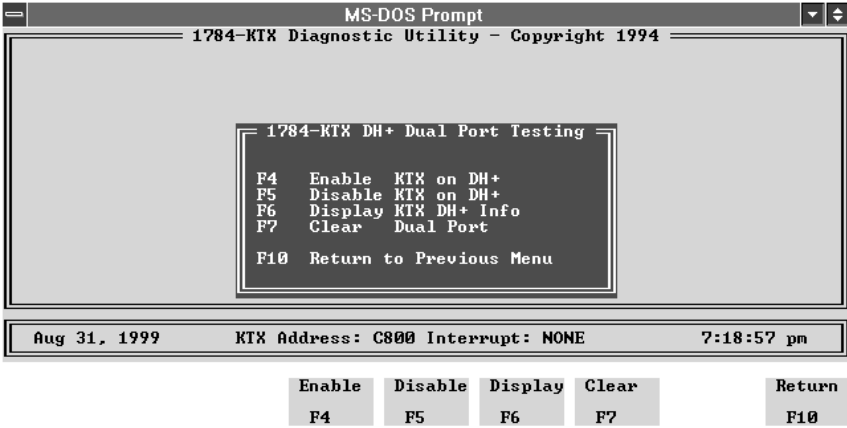 MS-DOS Prompt
1784-KTX Diagnostic Utility - Copyright 1994
1784-KTX DH+ Dual Port Testing
F4 Enable KTX on DH+
F5 Disable KTX on DH+
F6 Display KTX DH+ Info
F7 Clear Dual Port
F10 Return to Previous Menu
Aug 31, 1999 KTX Address: C800 Interrupt: NONE 7:18:57 pm
Enable Disable Display Clear Return
F4 F5 F6 F7 F10